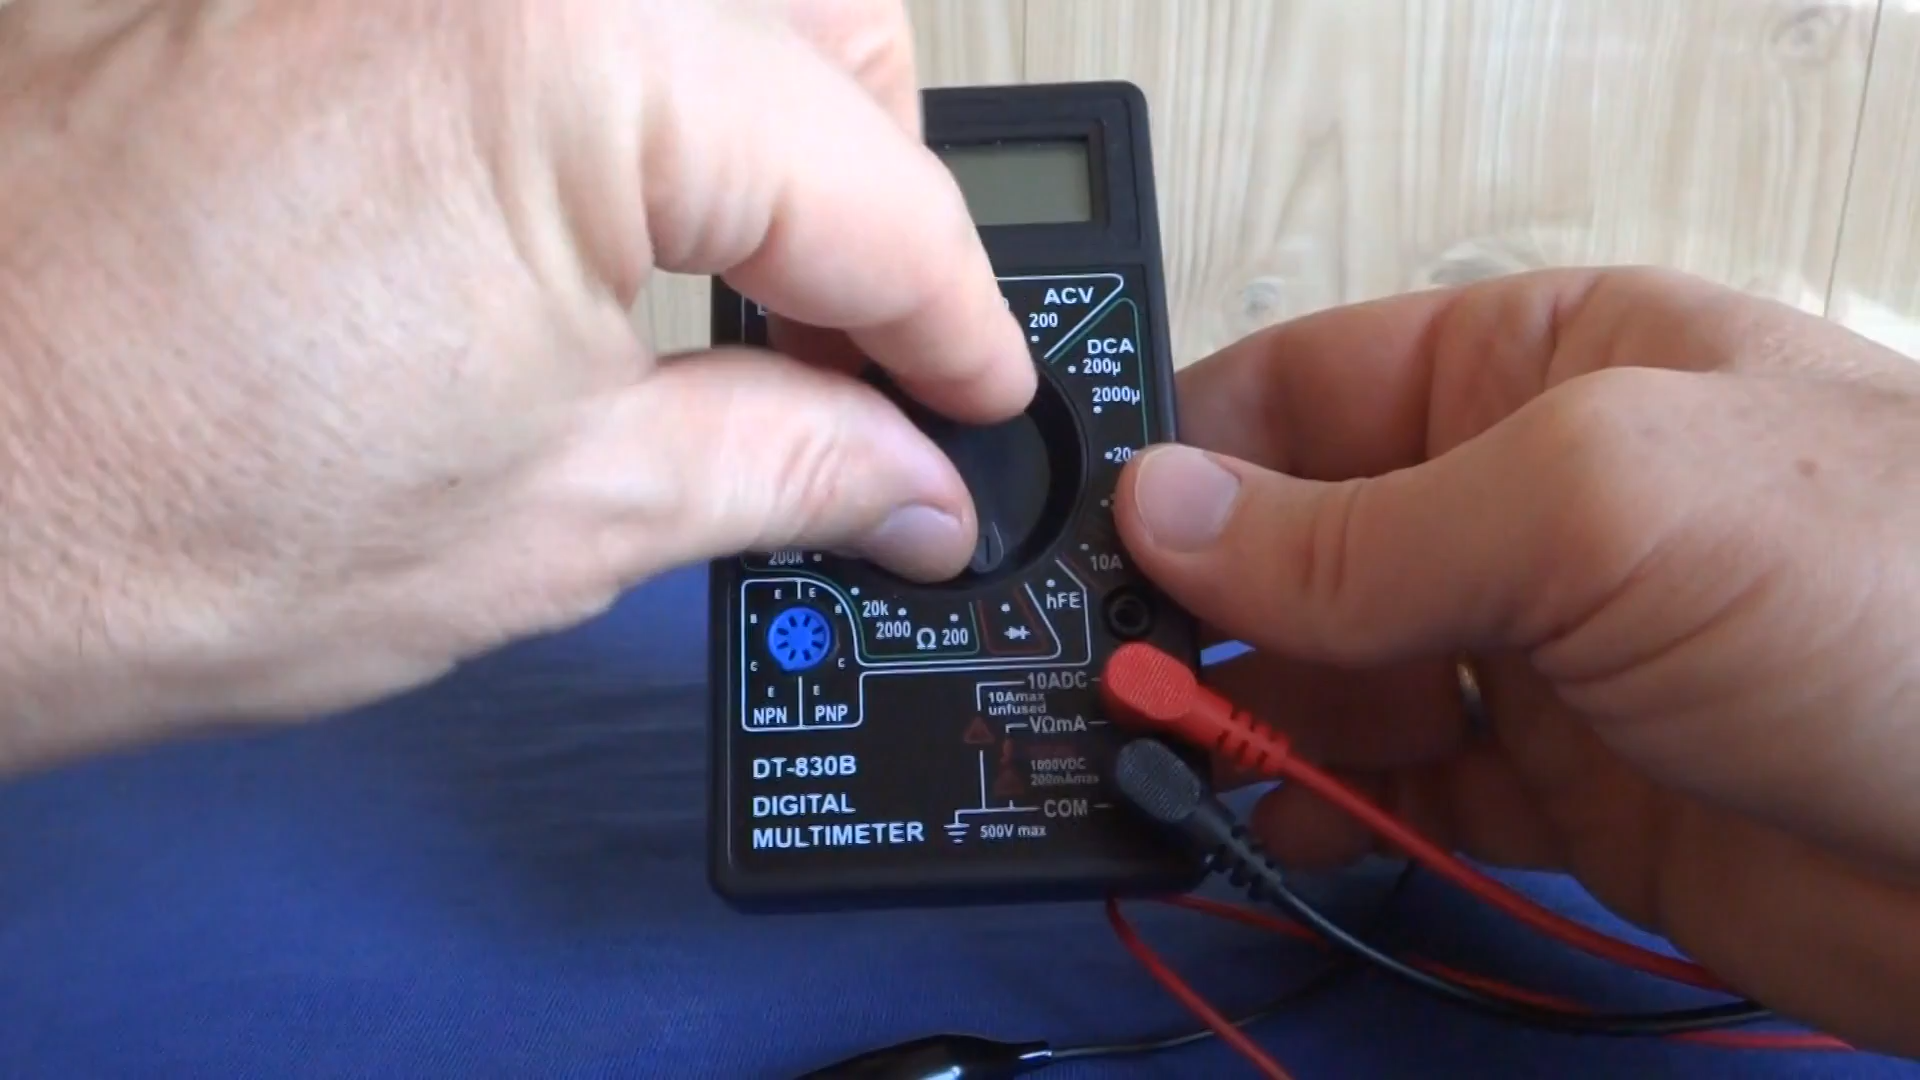 ACV
200
DCA
200µ
2000µ
10A
200k
20k
2000 Ω 200
hFE
E E
B B
C C
E E
NPN PNP
10ADC
10Amax
unfused
VΩmA
1000VDC
200mAmax
COM
500V max
DT-830B
DIGITAL
MULTIMETER